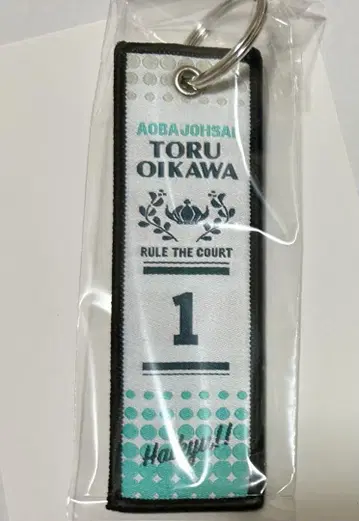 AOBAJOHSAI
TORU
OIKAWA
RULE THE COURT
1
Haikyu!!